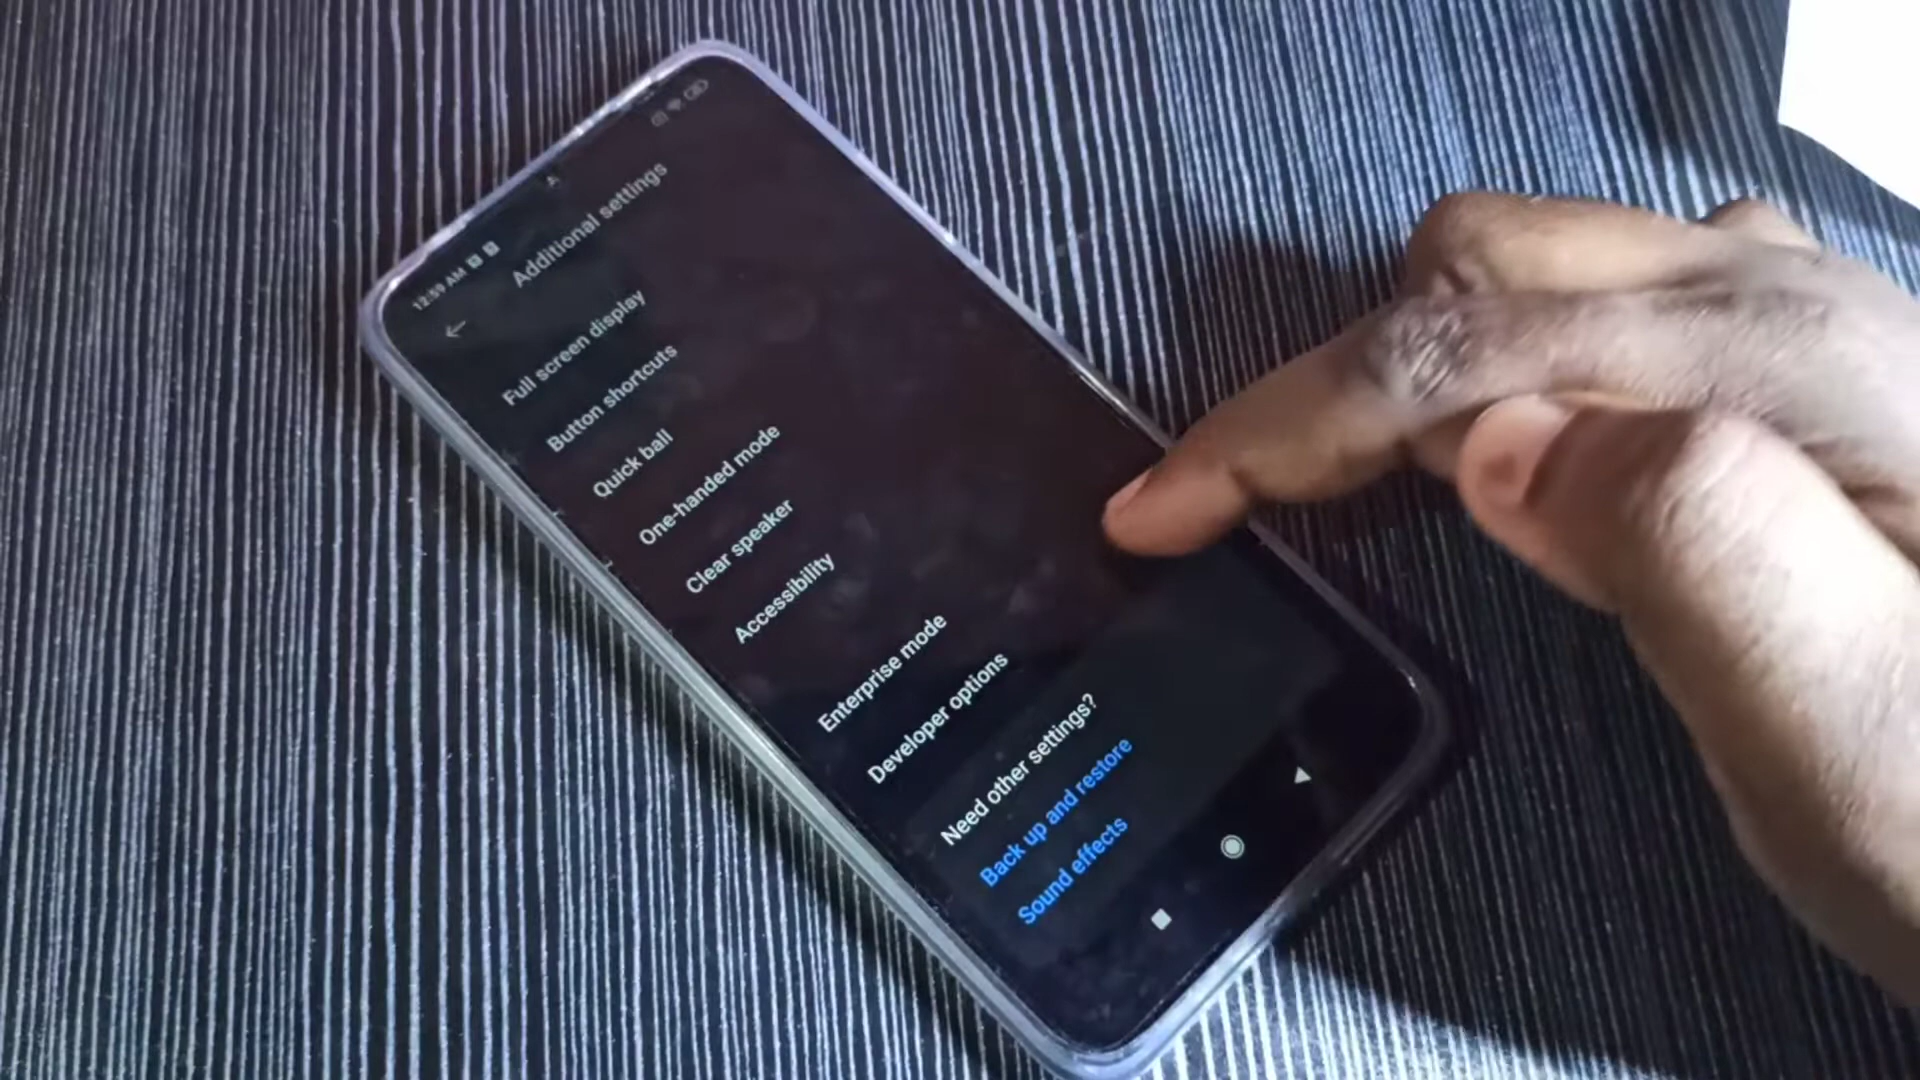 12:59 AM
Additional settings
Full screen display
Button shortcuts
Quick ball
One-handed mode
Clear speaker
Accessibility
Enterprise mode
Developer options
Need other settings?
Back up and restore
Sound effects